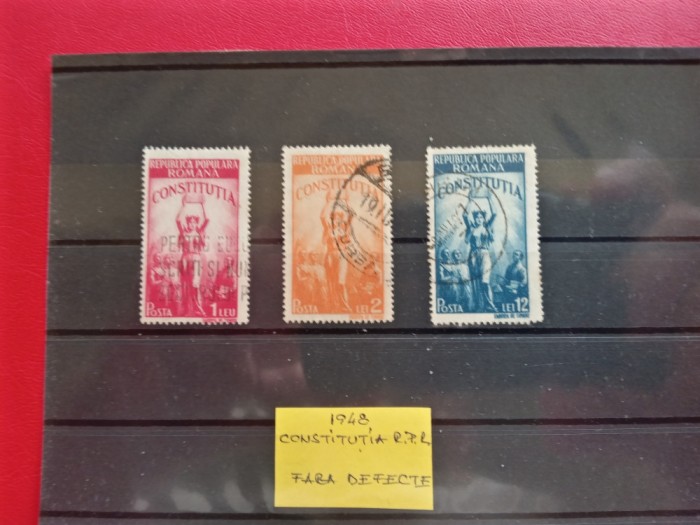 REPUBLICA POPULARA
ROMANA
CONSTITUTIA
POSTA 1 LEU
REPUBLICA POPULARA
ROMANA
CONSTITUTIA
POSTA LEI 2
REPUBLICA POPULARA
ROMANA
CONSTITUTIA
POSTA LEI 12
1948
CONSTITUȚIA R.P.R.
FARA DEFECTE